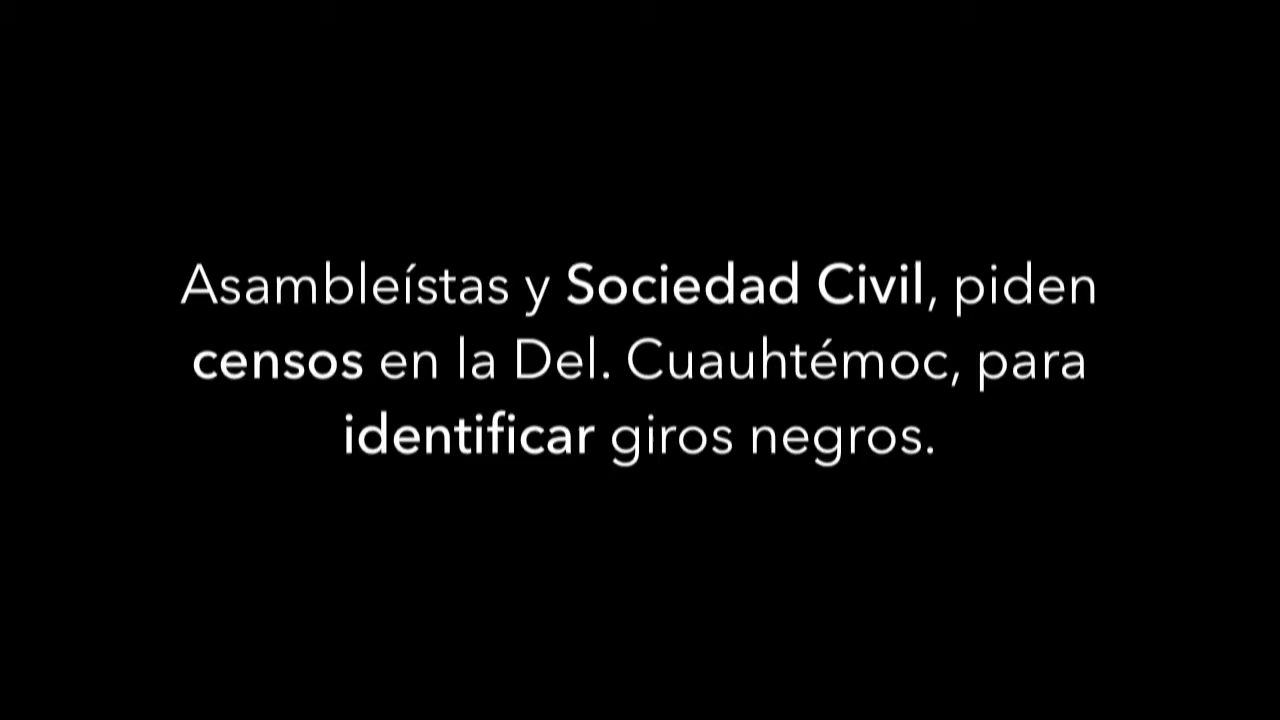 Asambleístas y Sociedad Civil, piden
censos en la Del. Cuauhtémoc, para
identificar giros negros.